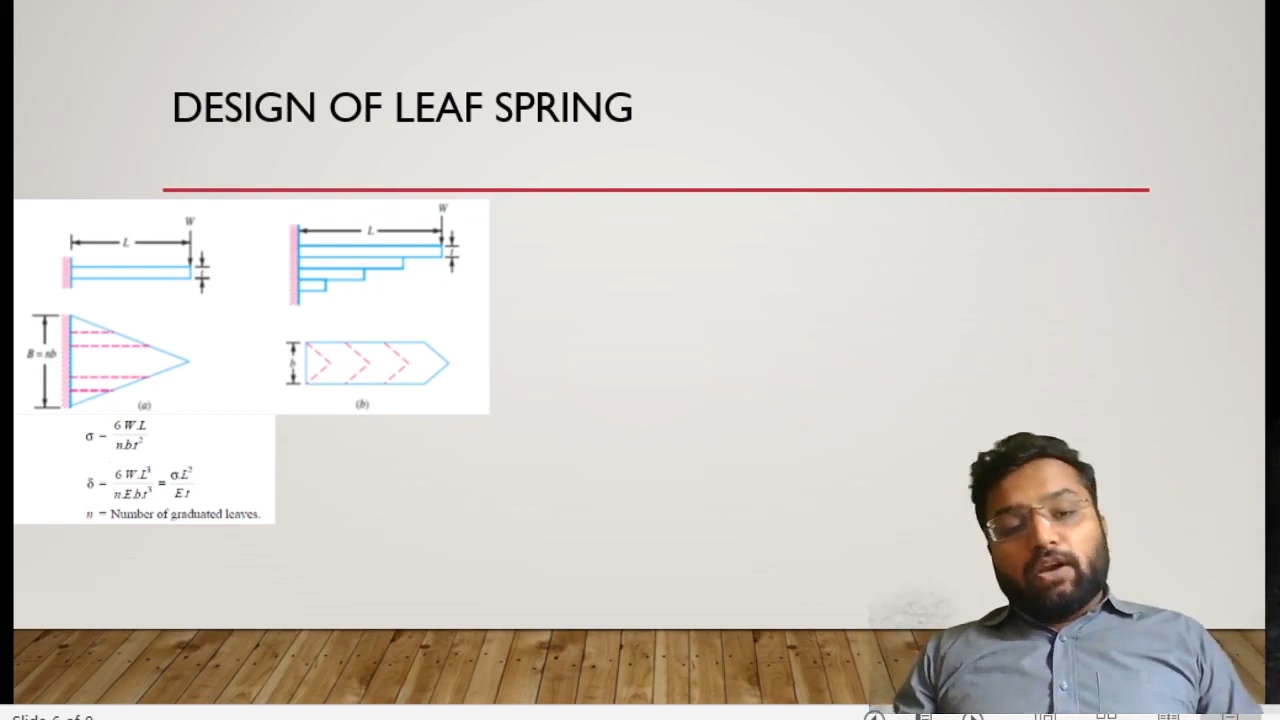 DESIGN OF LEAF SPRING
W
L
t
B = nb
(a)
W
L
t
b
(b)
σ = 6 W.L / n.b.t²
δ = 6 W.L³ / n.E.b.t³ = σ.L² / E.t
n = Number of graduated leaves.
Slide 6 of 9